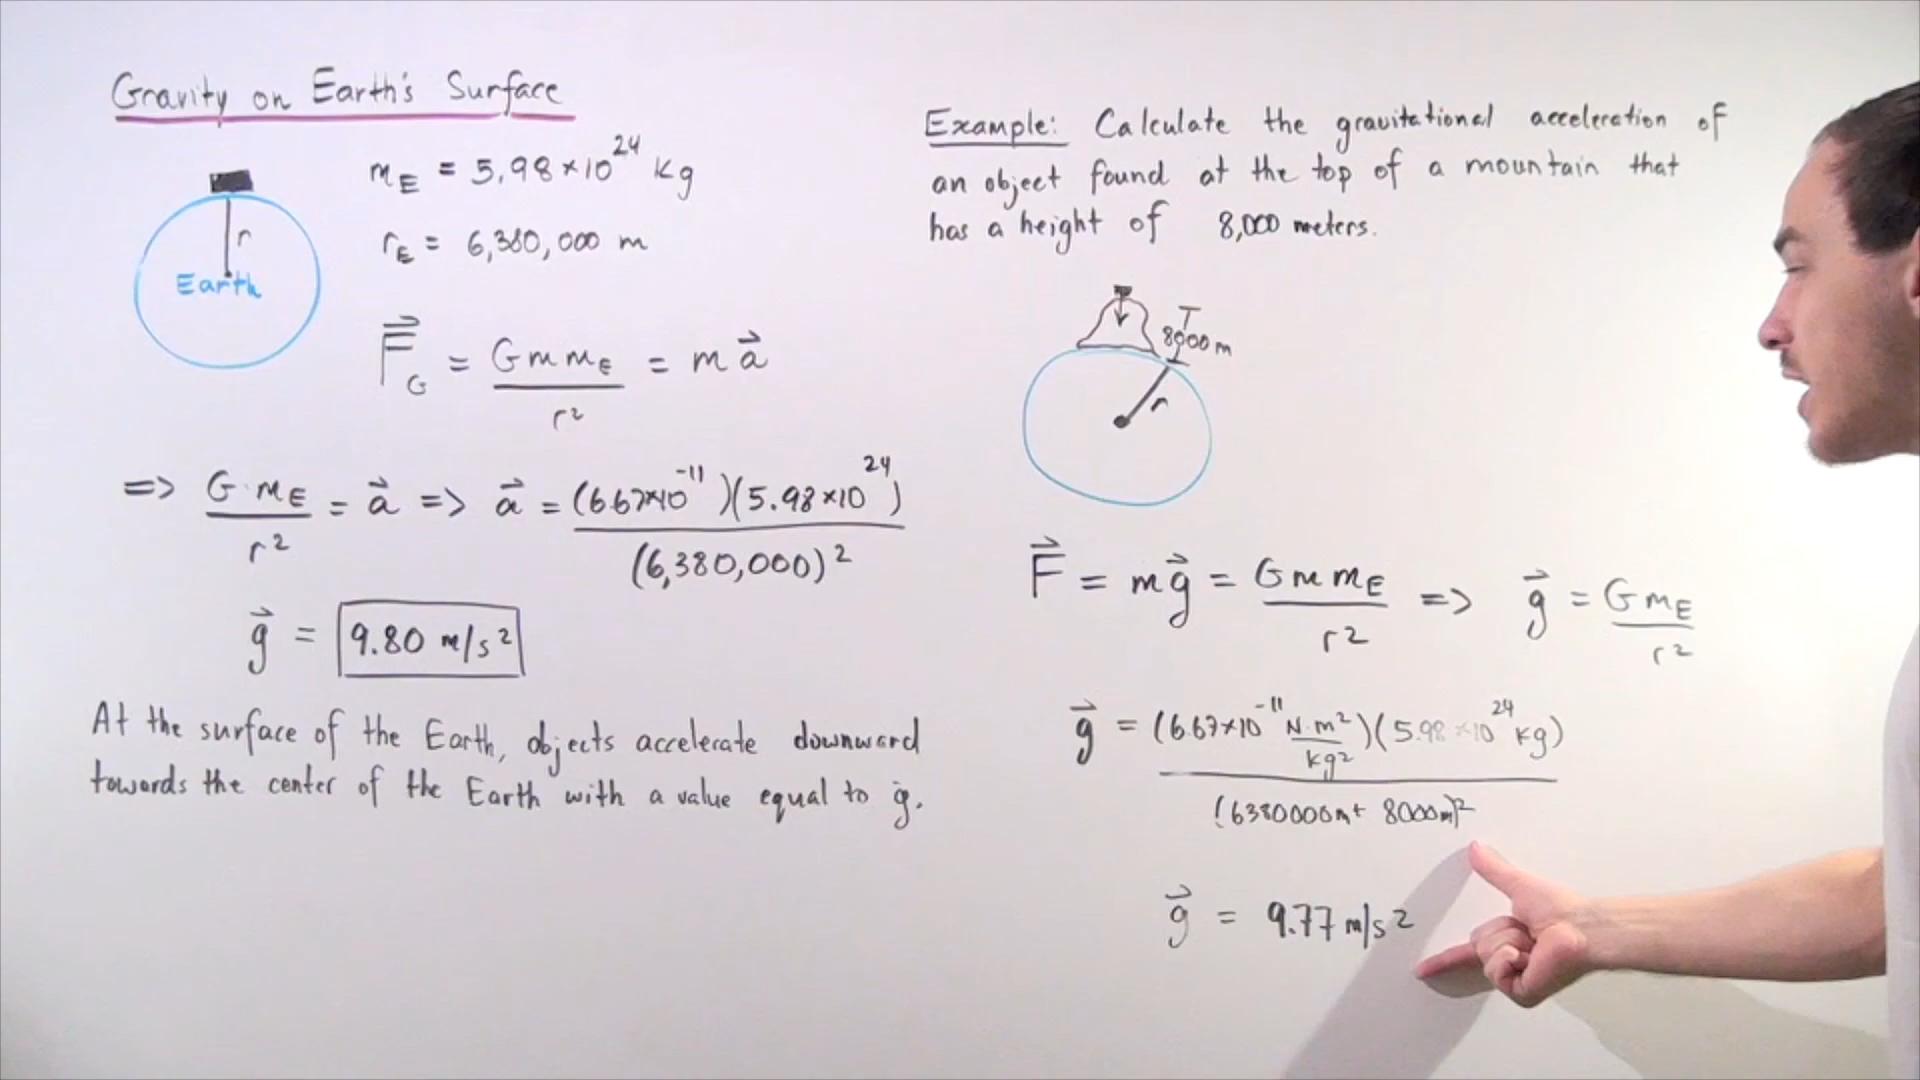 Gravity on Earth's Surface
m_E = 5.98×10^24 kg
r_E = 6,380,000 m
r
Earth
F⃗_G = G m m_E / r² = m a⃗
=> G·m_E / r² = a⃗ => a⃗ = (6.67×10^-11)(5.98×10^24) / (6,380,000)²
g⃗ = 9.80 m/s²
At the surface of the Earth, objects accelerate downward
towards the center of the Earth with a value equal to g.
Example: Calculate the gravitational acceleration of
an object found at the top of a mountain that
has a height of 8,000 meters.
8000 m
r
F⃗ = m g⃗ = G m m_E / r² => g⃗ = G m_E / r²
g⃗ = (6.67×10^-11 N·m²/kg²)(5.98×10^24 kg) / (6380000m + 8000m)²
g⃗ = 9.77 m/s²